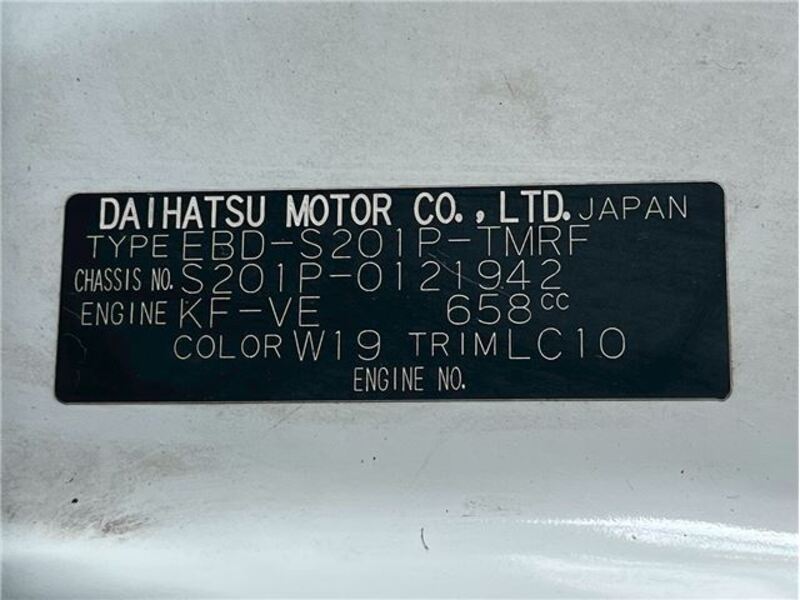 DAIHATSU MOTOR CO., LTD. JAPAN
TYPE EBD-S201P-TMRF
CHASSIS NO. S201P-0121942
ENGINE KF-VE 658CC
COLOR W19 TRIM LC10
ENGINE NO.